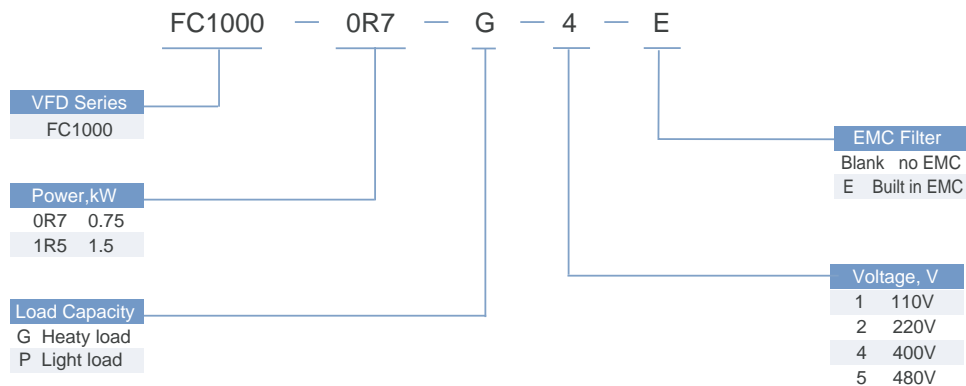 FC1000 — 0R7 — G — 4 — E
VFD Series
FC1000
Power,kW
0R7 0.75
1R5 1.5
Load Capacity
G Heaty load
P Light load
EMC Filter
Blank no EMC
E Built in EMC
Voltage, V
1 110V
2 220V
4 400V
5 480V